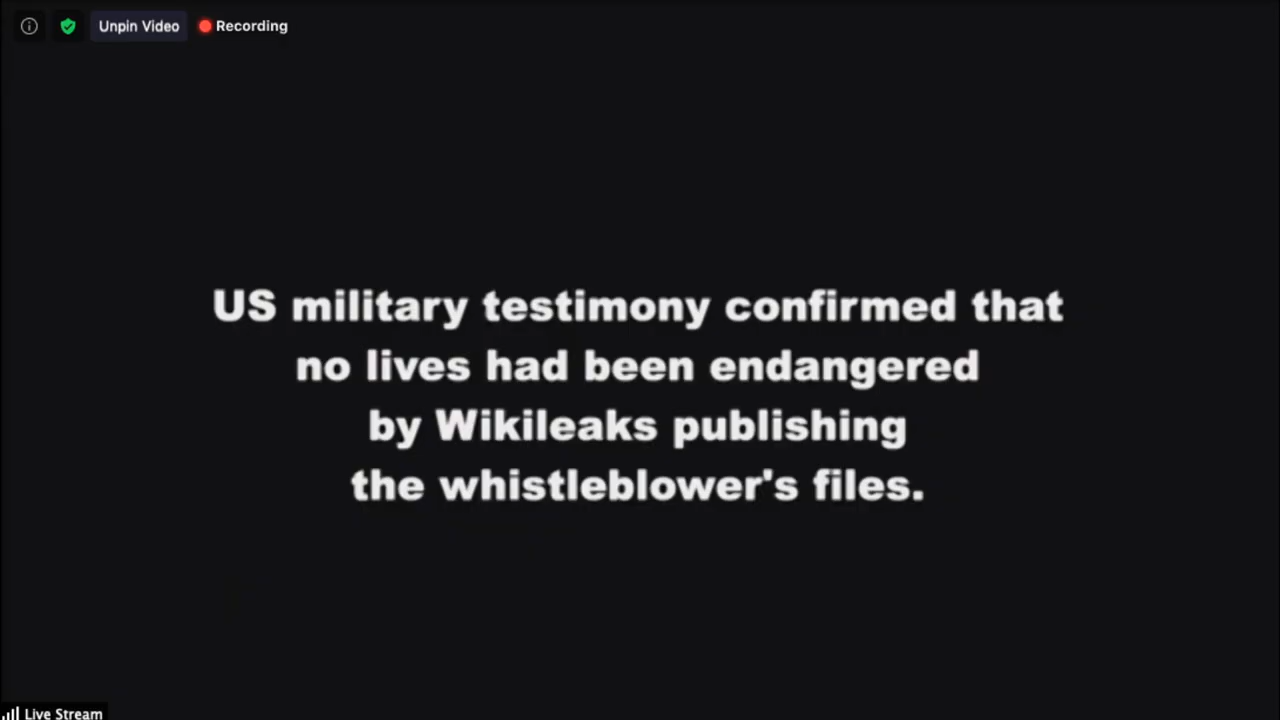 Unpin Video
Recording
US military testimony confirmed that
no lives had been endangered
by Wikileaks publishing
the whistleblower's files.
Live Stream